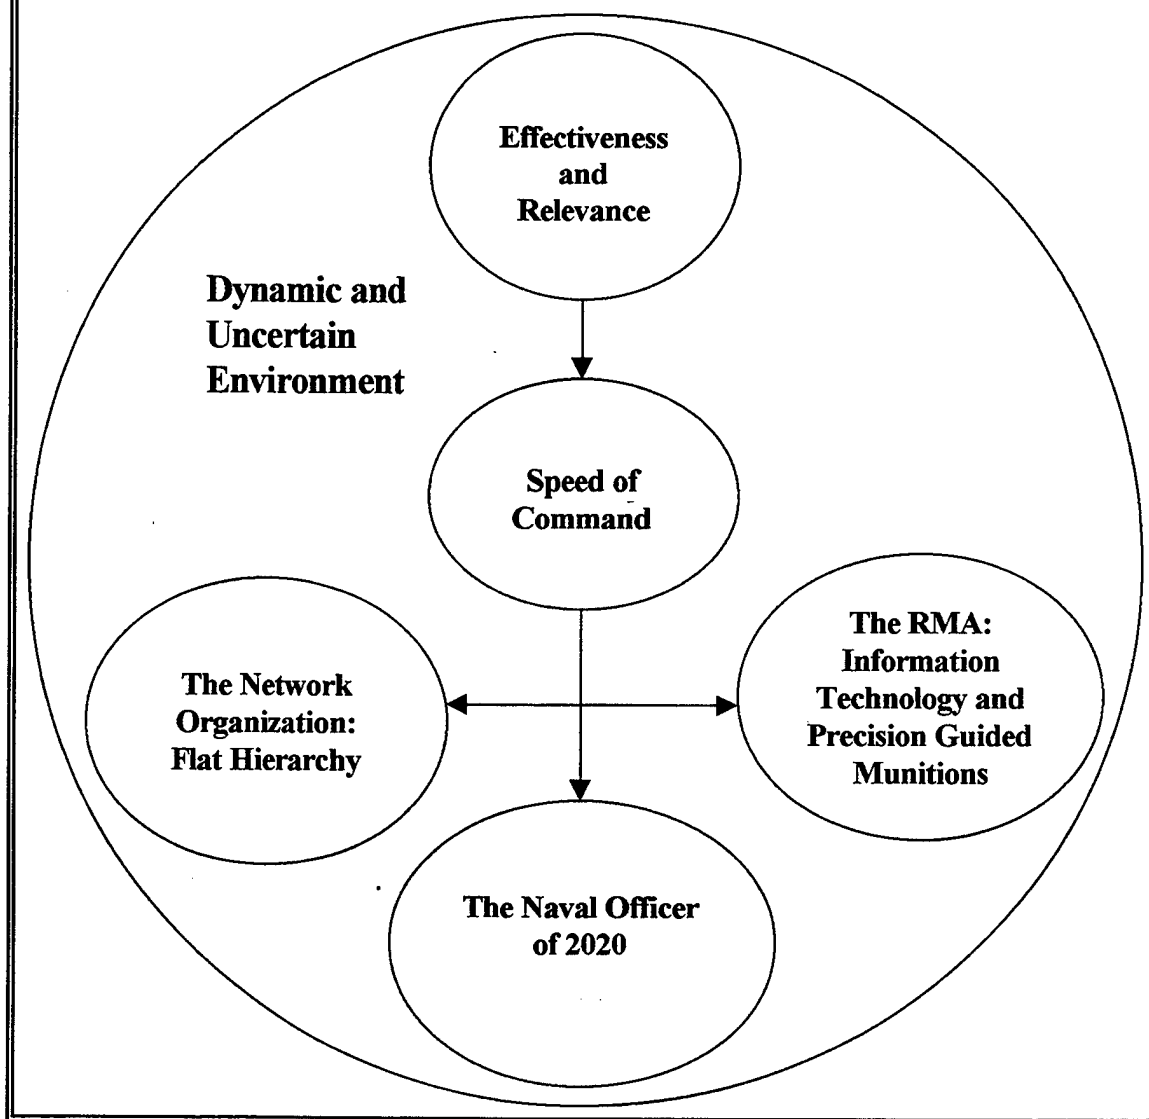 Effectiveness
and
Relevance
Dynamic and
Uncertain
Environment
Speed of
Command
The Network
Organization:
Flat Hierarchy
The RMA:
Information
Technology and
Precision Guided
Munitions
The Naval Officer
of 2020